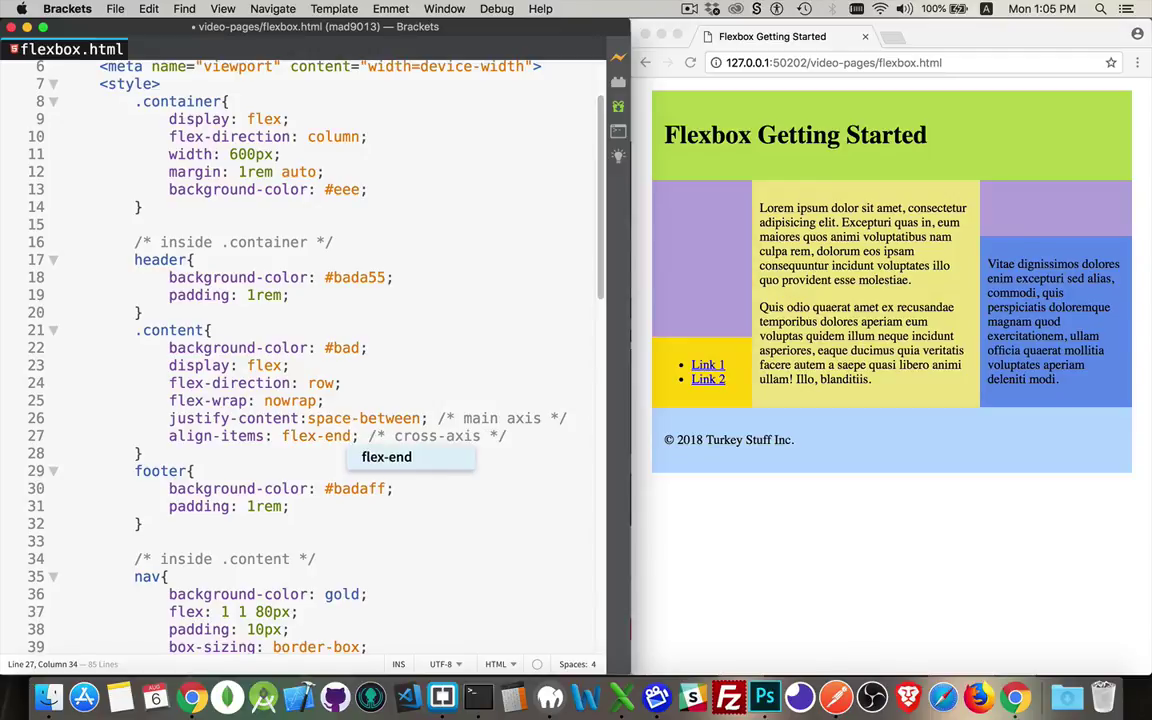 Brackets File Edit Find View Navigate Template Emmet Window Debug Help 100% Mon 1:05 PM
• video-pages/flexbox.html (mad9013) — Brackets
flexbox.html
6 <meta name="viewport" content="width=device-width">
7 <style>
8 .container{
9 display: flex;
10 flex-direction: column;
11 width: 600px;
12 margin: 1rem auto;
13 background-color: #eee;
14 }
15
16 /* inside .container */
17 header{
18 background-color: #bada55;
19 padding: 1rem;
20 }
21 .content{
22 background-color: #bad;
23 display: flex;
24 flex-direction: row;
25 flex-wrap: nowrap;
26 justify-content:space-between; /* main axis */
27 align-items: flex-end; /* cross-axis */
flex-end
28 }
29 footer{
30 background-color: #badaff;
31 padding: 1rem;
32 }
33
34 /* inside .content */
35 nav{
36 background-color: gold;
37 flex: 1 1 80px;
38 padding: 10px;
39 box-sizing: border-box;
Line 27, Column 34 — 85 Lines
INS UTF-8 HTML Spaces: 4
Flexbox Getting Started
127.0.0.1:50202/video-pages/flexbox.html
Flexbox Getting Started
Lorem ipsum dolor sit amet, consectetur
adipisicing elit. Excepturi quas in, eum
maiores quos animi voluptatibus nam
culpa rem, dolorum eos ipsam
consequuntur incidunt voluptates illo
quo provident esse molestiae.
Quis odio quaerat amet ex recusandae
temporibus dolores aperiam eum
voluptas quidem illum neque incidunt
asperiores, eaque ducimus quia veritatis
facere autem a saepe quasi libero animi
ullam! Illo, blanditiis.
Link 1
Link 2
Vitae dignissimos dolores
enim excepturi sed alias,
commodi, quis
perspiciatis doloremque
magnam quod
exercitationem, ullam
officia quaerat mollitia
voluptates aperiam
deleniti modi.
© 2018 Turkey Stuff Inc.
AUG
6